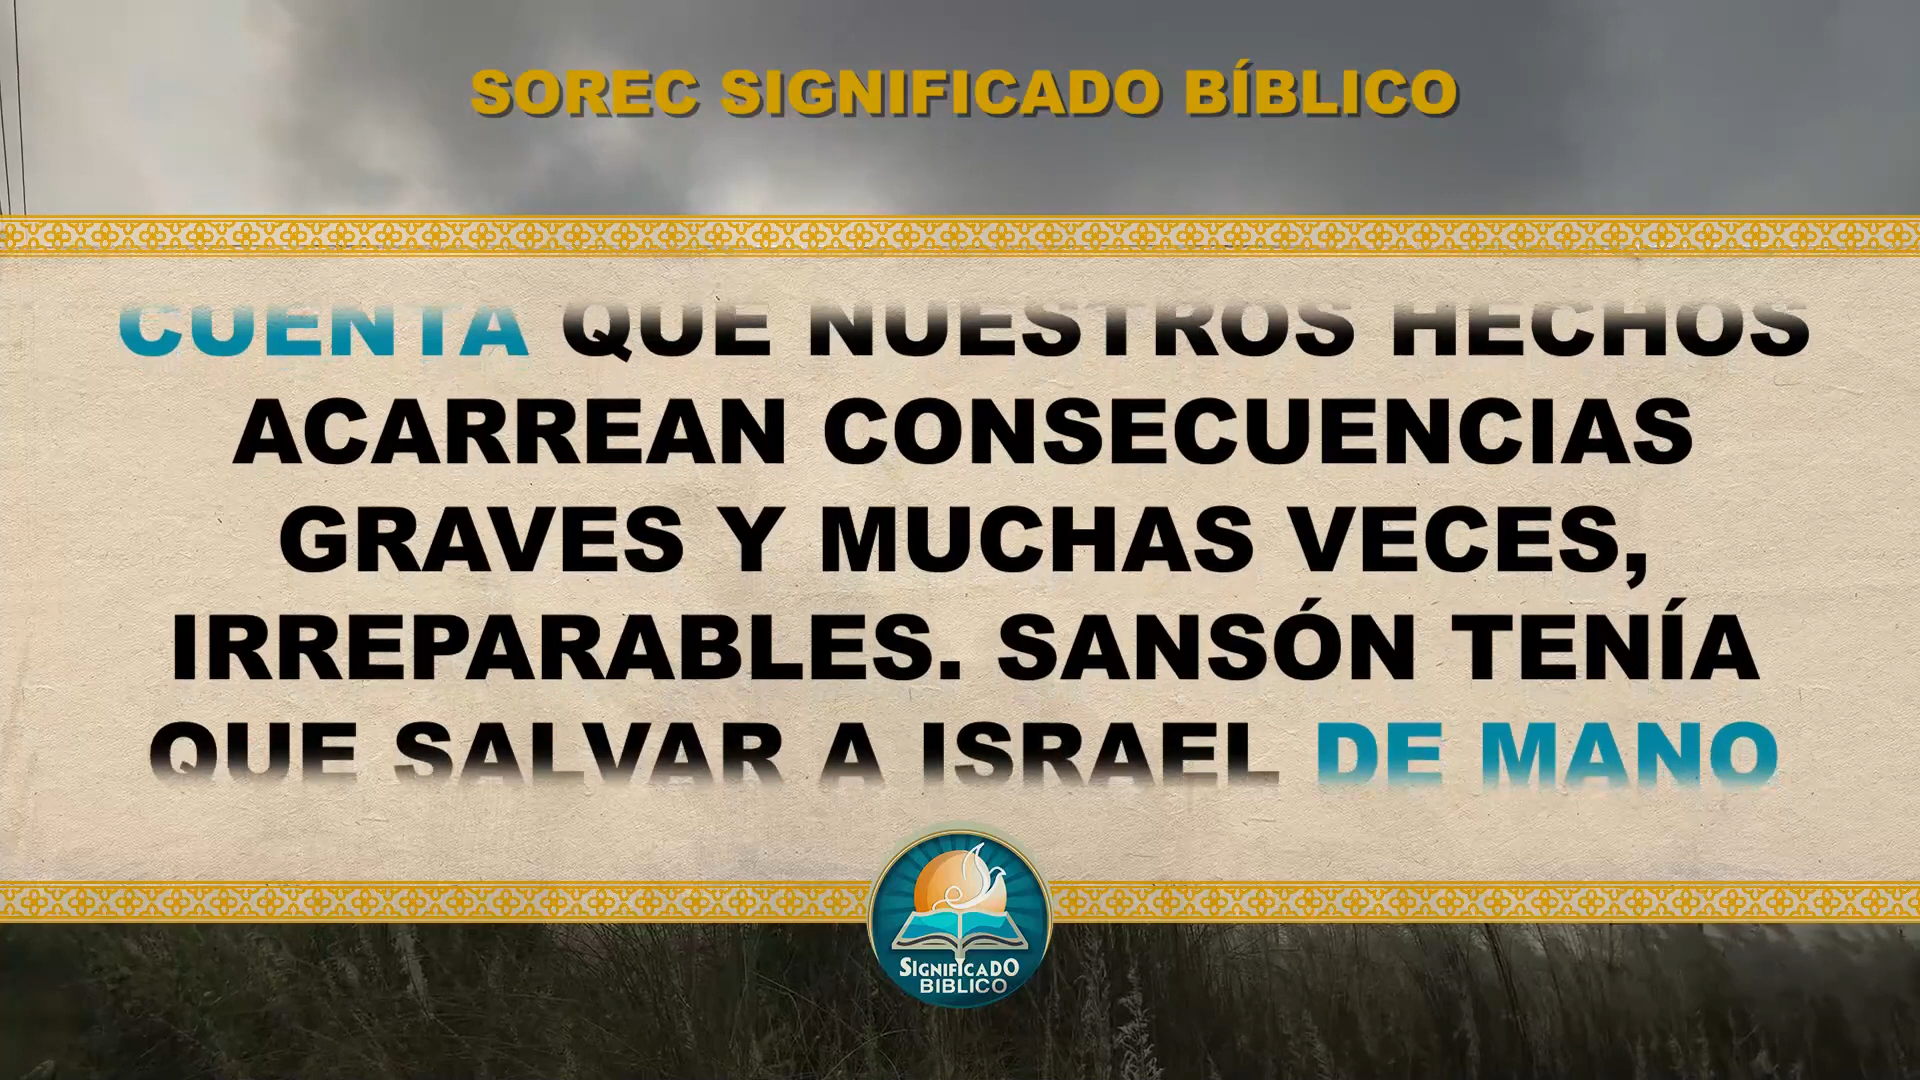 SOREC SIGNIFICADO BÍBLICO
CUENTA QUE NUESTROS HECHOS
ACARREAN CONSECUENCIAS
GRAVES Y MUCHAS VECES,
IRREPARABLES. SANSÓN TENÍA
QUE SALVAR A ISRAEL DE MANO
SIGNIFICADO
BIBLICO